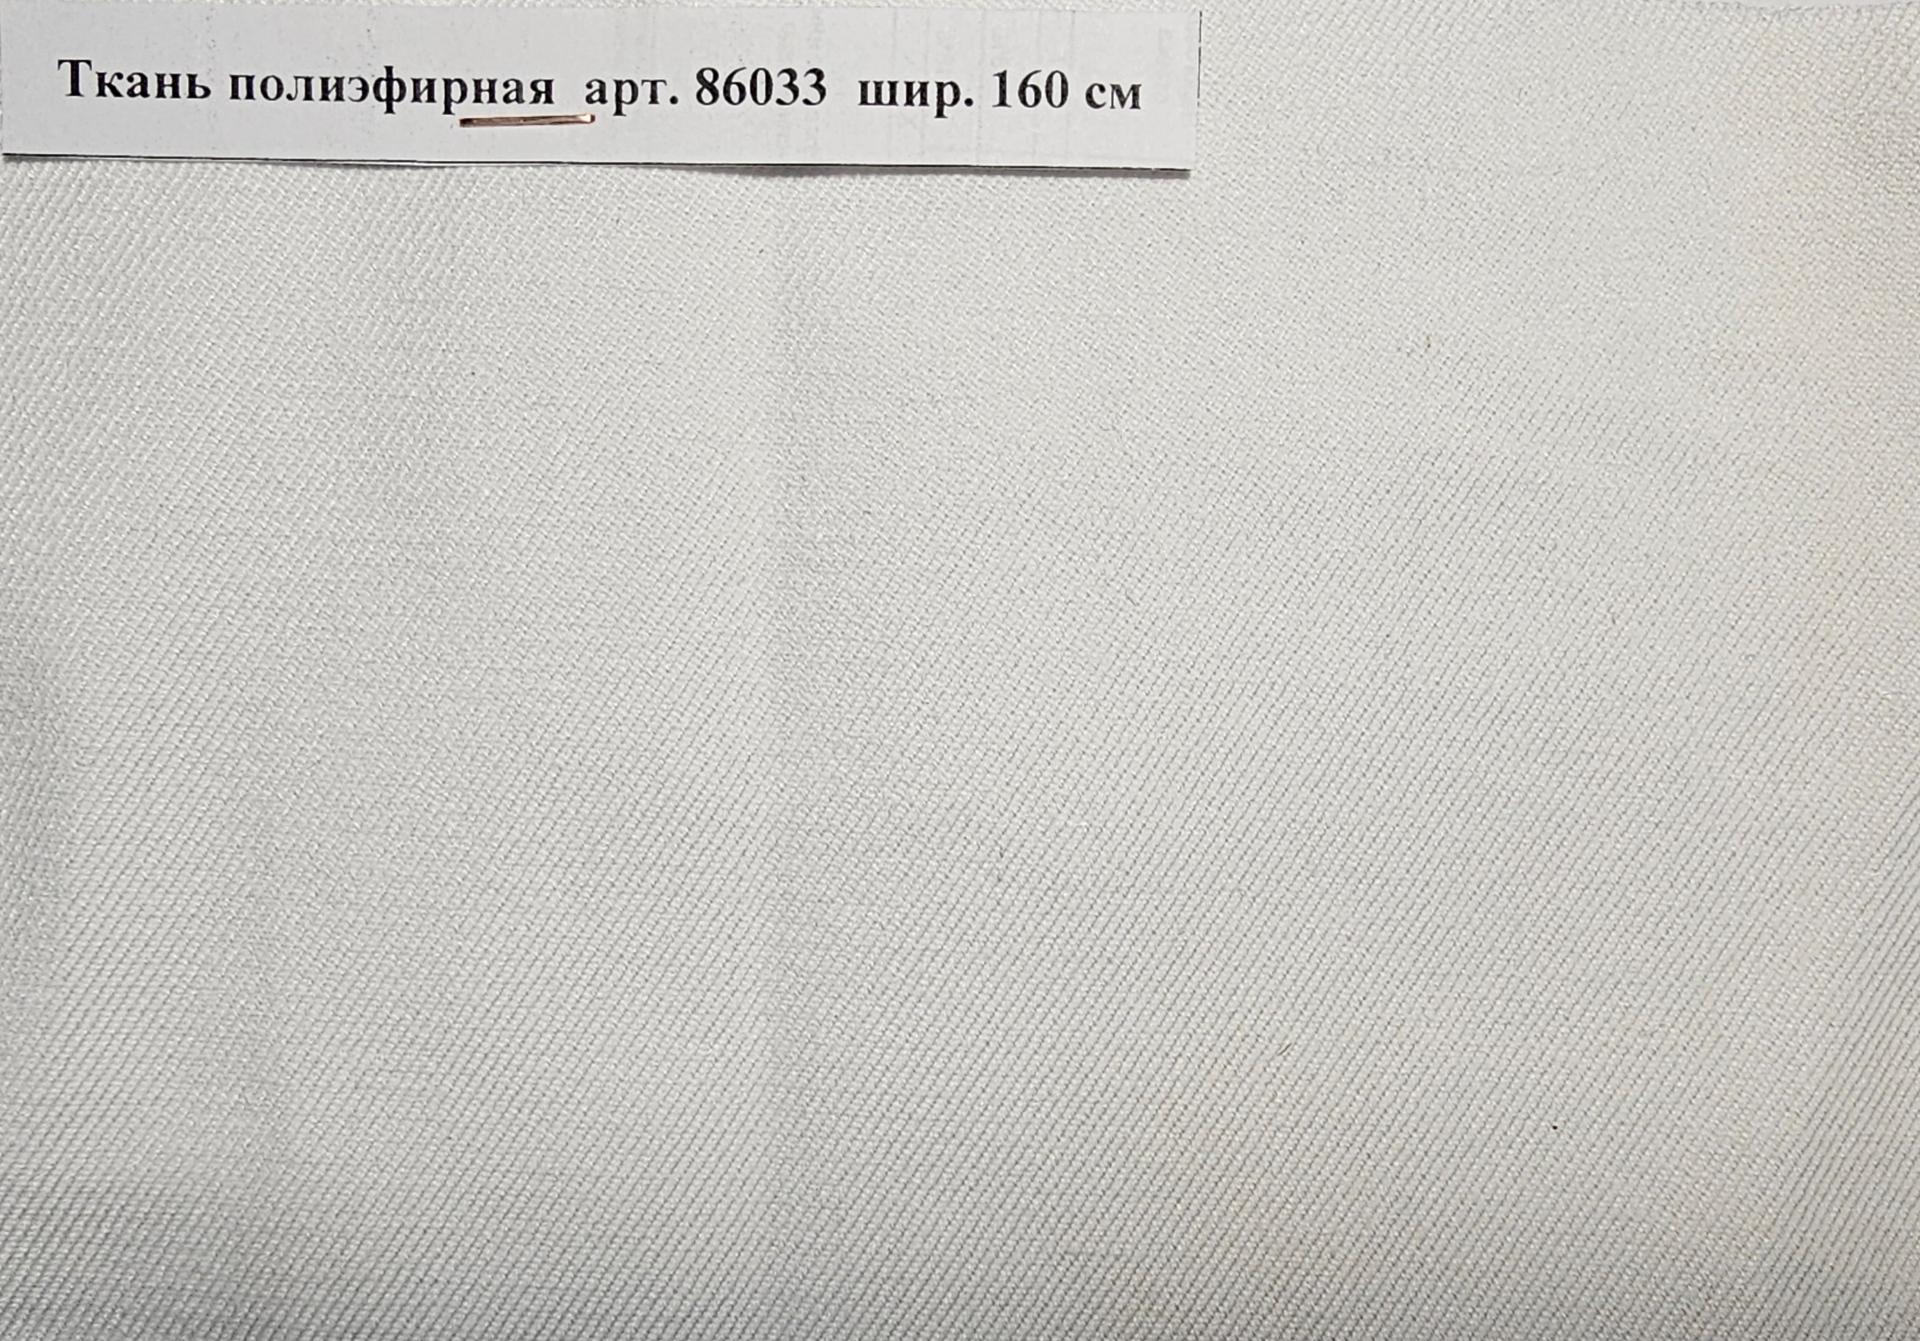 Ткань полиэфирная арт. 86033 шир. 160 см